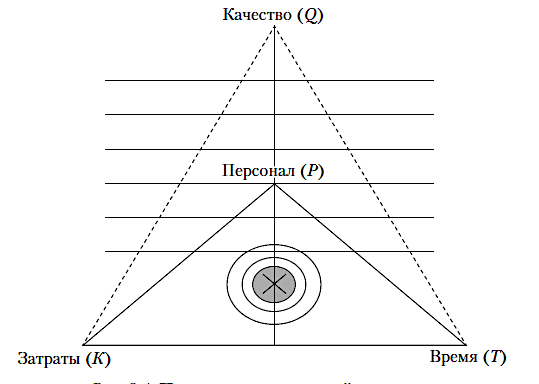 Качество (Q)
Персонал (P)
Затраты (K)
Время (T)